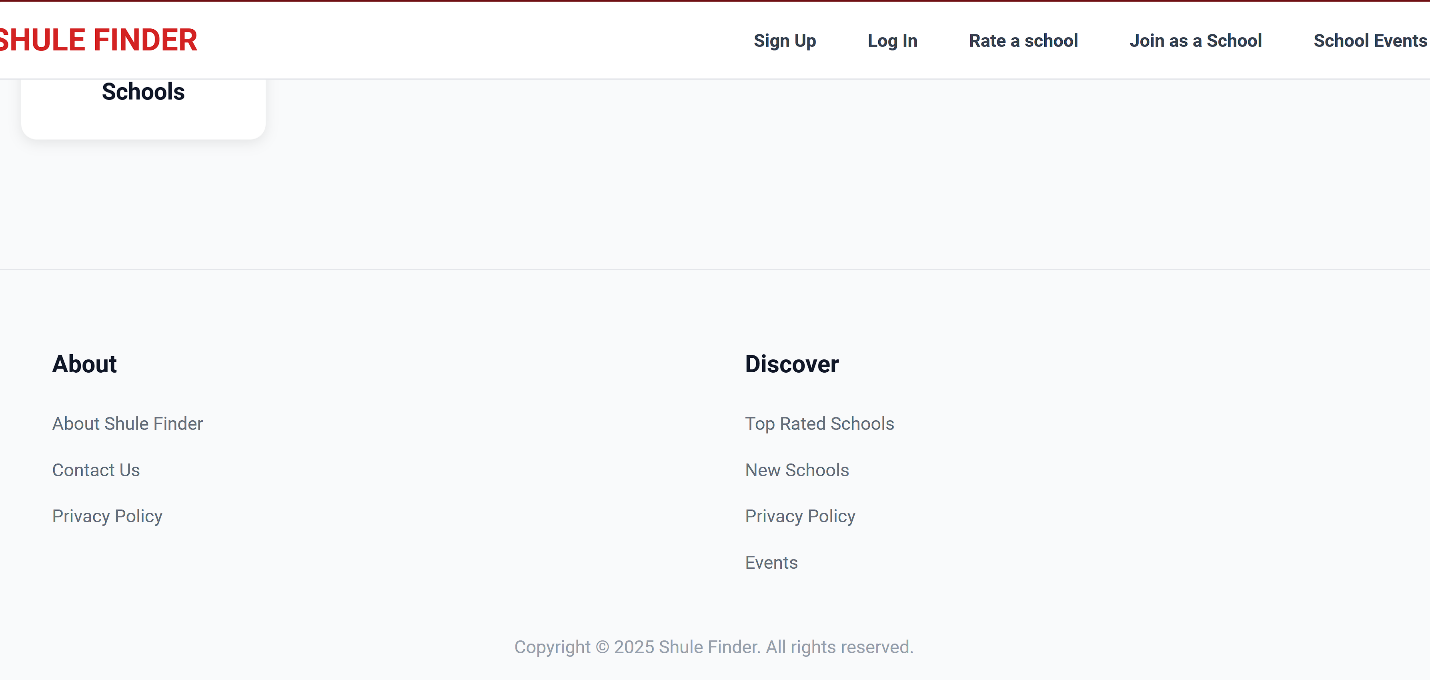 SHULE FINDER
Sign Up
Log In
Rate a school
Join as a School
School Events
Schools
About
About Shule Finder
Contact Us
Privacy Policy
Discover
Top Rated Schools
New Schools
Privacy Policy
Events
Copyright © 2025 Shule Finder. All rights reserved.